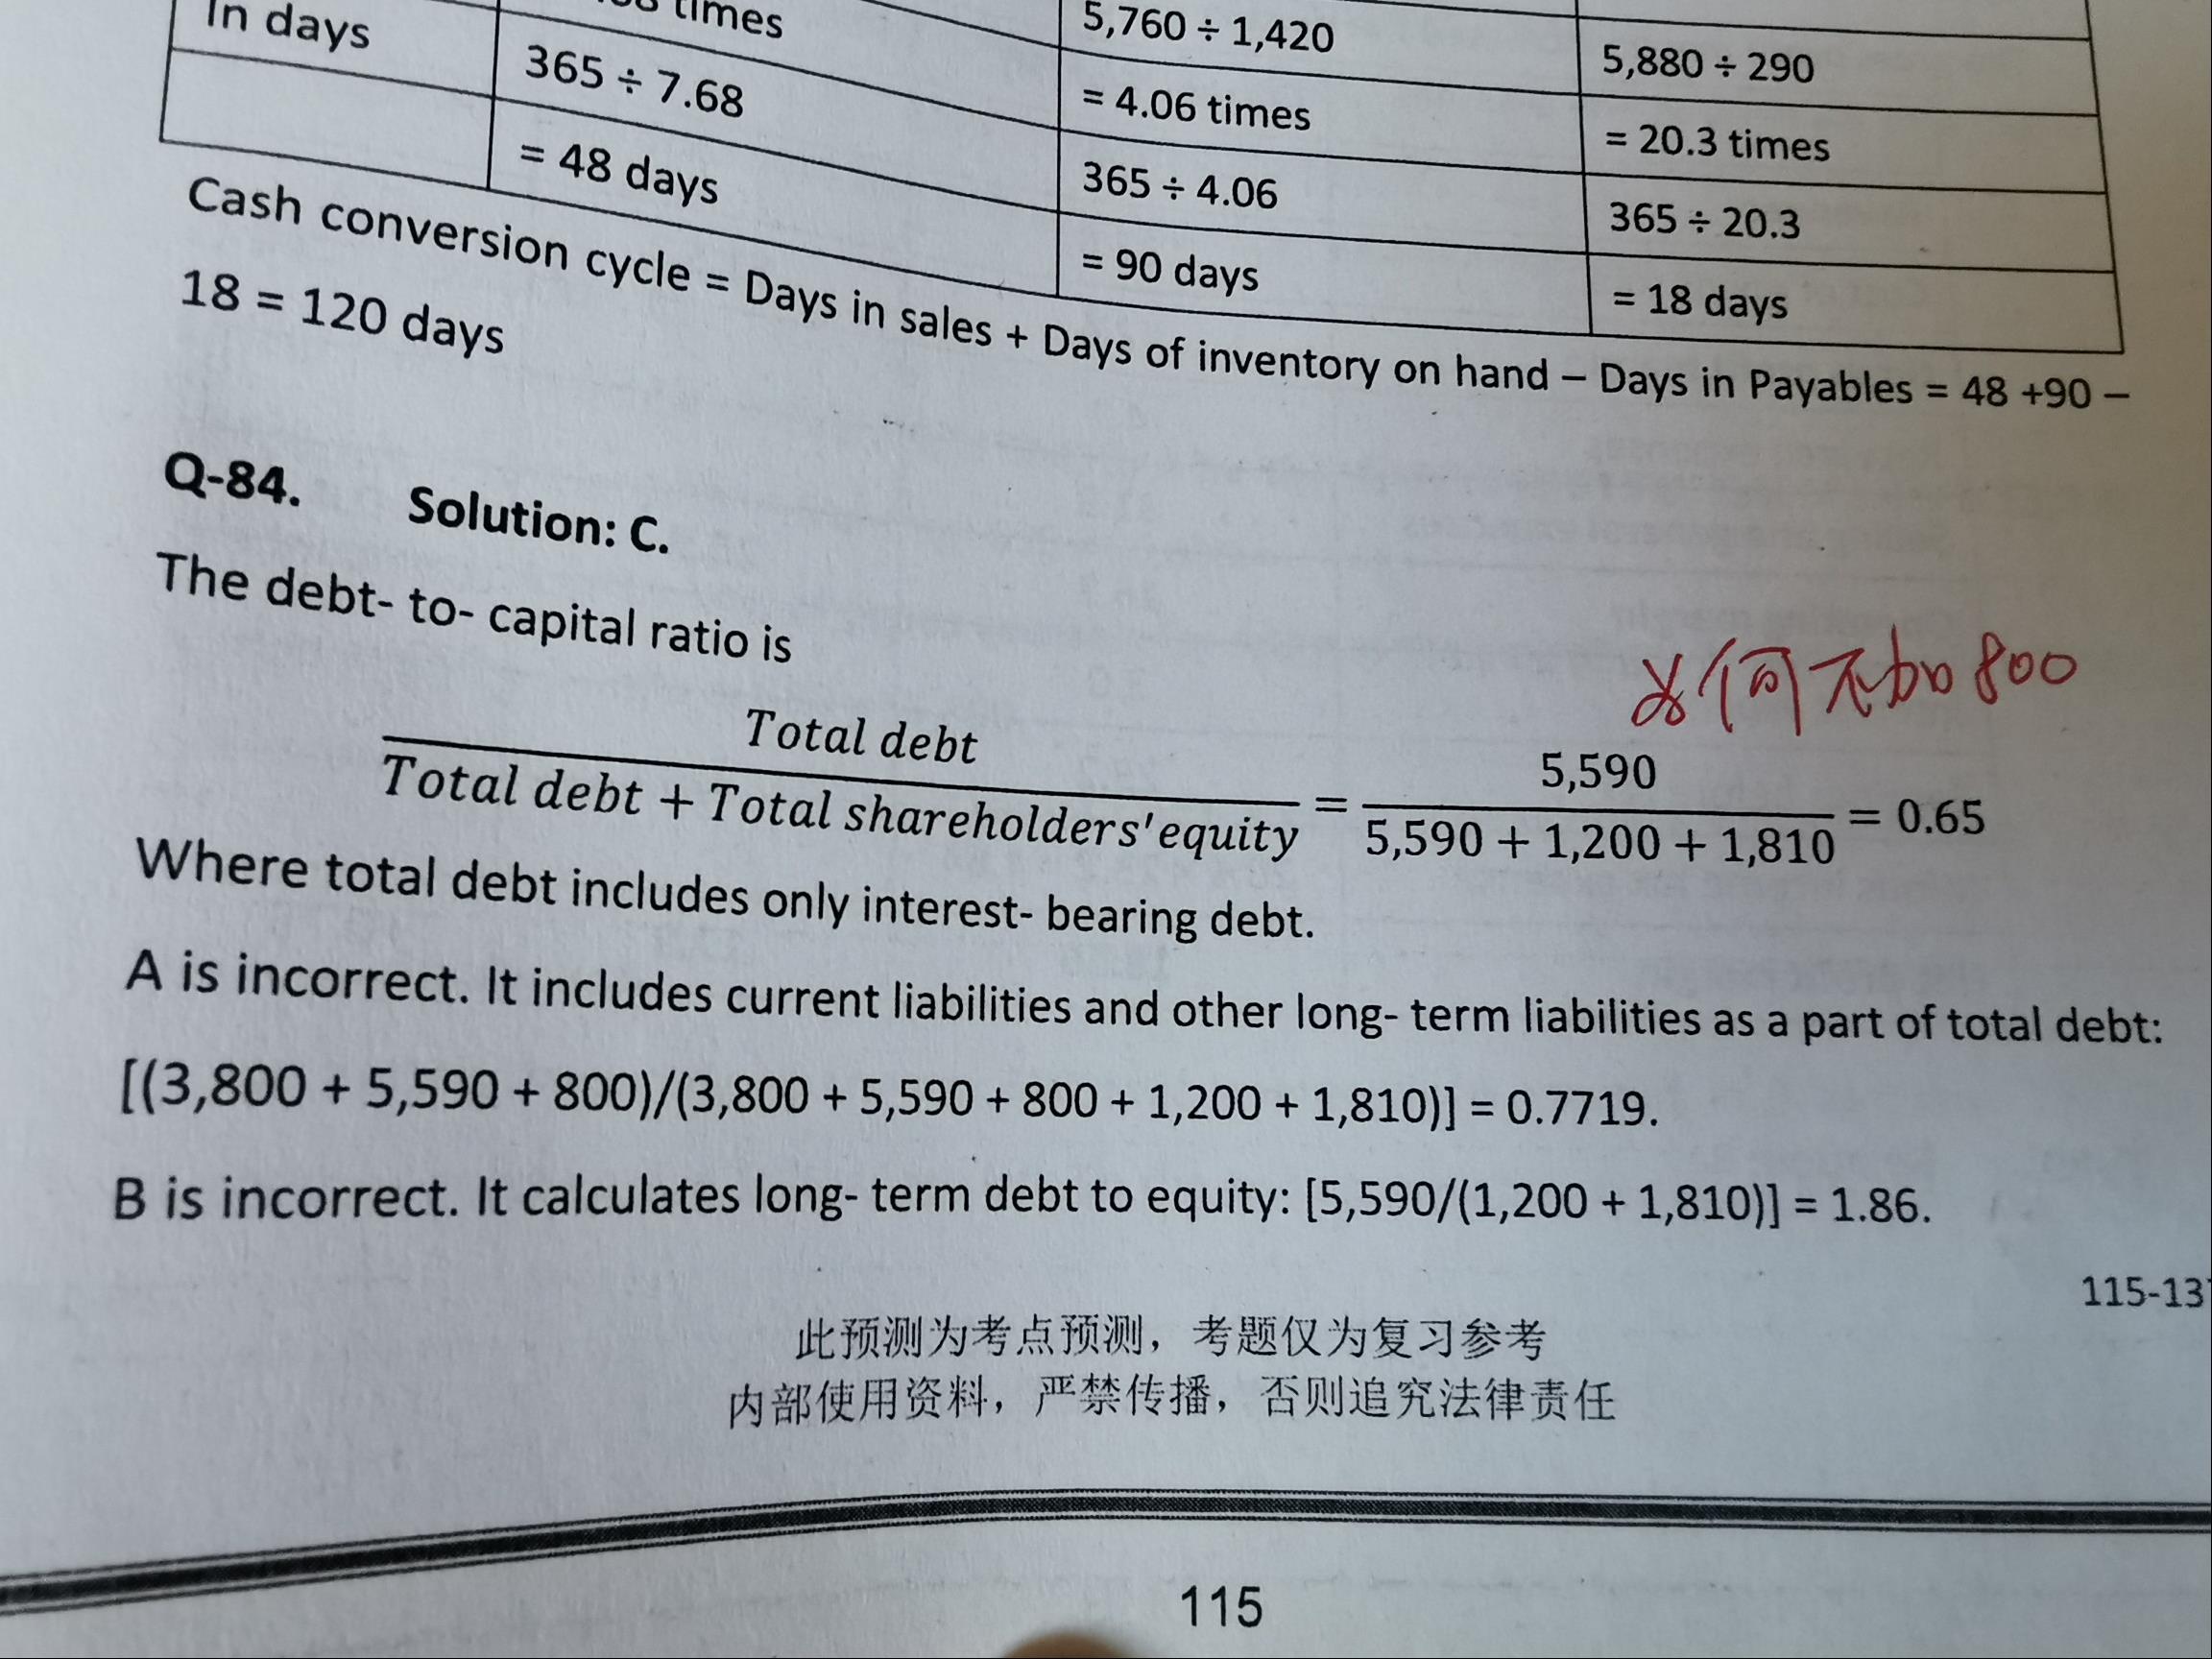 In days
times
5,760 ÷ 1,420
365 ÷ 7.68
= 4.06 times
5,880 ÷ 290
= 48 days
365 ÷ 4.06
= 20.3 times
= 90 days
365 ÷ 20.3
= 18 days
Cash conversion cycle = Days in sales + Days of inventory on hand – Days in Payables = 48 +90 –
18 = 120 days
Q-84. Solution: C.
The debt- to- capital ratio is
为何不加800
Total debt
Total debt + Total shareholders'equity
=
5,590
5,590 + 1,200 + 1,810
= 0.65
Where total debt includes only interest- bearing debt.
A is incorrect. It includes current liabilities and other long- term liabilities as a part of total debt:
[(3,800 + 5,590 + 800)/(3,800 + 5,590 + 800 + 1,200 + 1,810)] = 0.7719.
B is incorrect. It calculates long- term debt to equity: [5,590/(1,200 + 1,810)] = 1.86.
115-13
此预测为考点预测，考题仅为复习参考
内部使用资料，严禁传播，否则追究法律责任
115